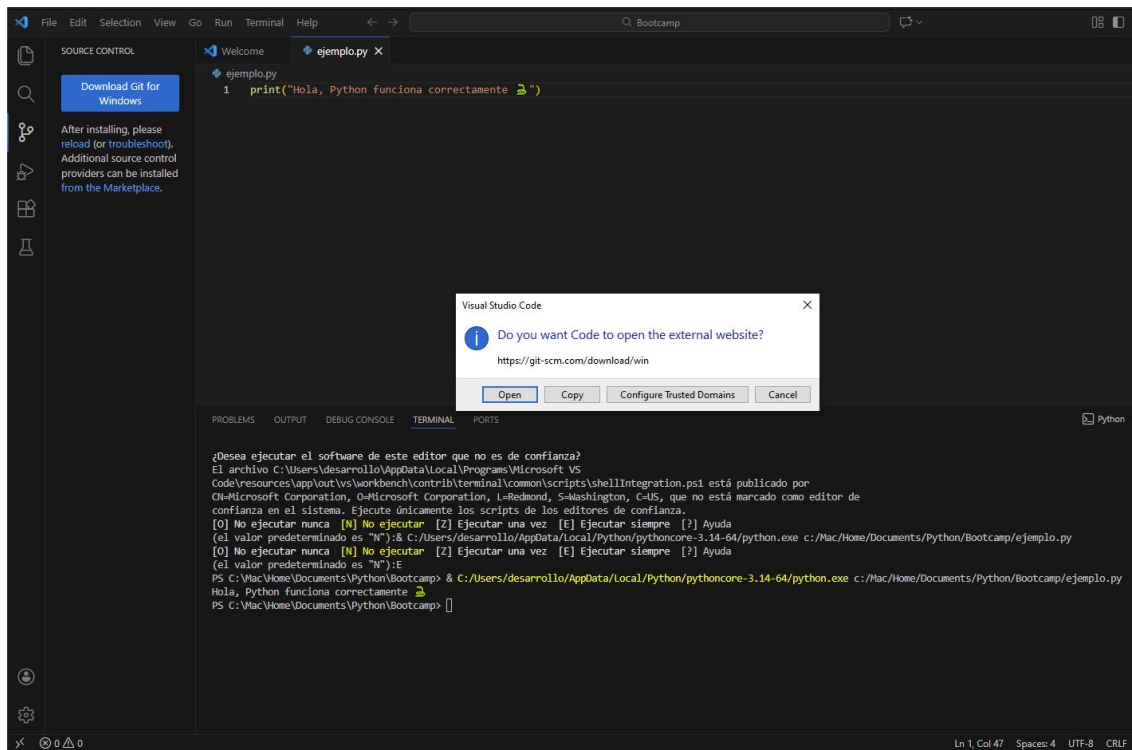 File Edit Selection View Go Run Terminal Help
Bootcamp
SOURCE CONTROL
Download Git for
Windows
After installing, please
reload (or troubleshoot).
Additional source control
providers can be installed
from the Marketplace.
Welcome
ejemplo.py
ejemplo.py
1 print("Hola, Python funciona correctamente 🐍")
Visual Studio Code
Do you want Code to open the external website?
https://git-scm.com/download/win
Open Copy Configure Trusted Domains Cancel
PROBLEMS OUTPUT DEBUG CONSOLE TERMINAL PORTS
Python
¿Desea ejecutar el software de este editor que no es de confianza?
El archivo C:\Users\desarrollo\AppData\Local\Programs\Microsoft VS
Code\resources\app\out\vs\workbench\contrib\terminal\common\scripts\shellIntegration.ps1 está publicado por
CN=Microsoft Corporation, O=Microsoft Corporation, L=Redmond, S=Washington, C=US, que no está marcado como editor de
confianza en el sistema. Ejecute únicamente los scripts de los editores de confianza.
[O] No ejecutar nunca [N] No ejecutar [Z] Ejecutar una vez [E] Ejecutar siempre [?] Ayuda
(el valor predeterminado es "N"):& C:/Users/desarrollo/AppData/Local/Python/pythoncore-3.14-64/python.exe c:/Mac/Home/Documents/Python/Bootcamp/ejemplo.py
[O] No ejecutar nunca [N] No ejecutar [Z] Ejecutar una vez [E] Ejecutar siempre [?] Ayuda
(el valor predeterminado es "N"):E
PS C:\Mac\Home\Documents\Python\Bootcamp> & C:/Users/desarrollo/AppData/Local/Python/pythoncore-3.14-64/python.exe c:/Mac/Home/Documents/Python/Bootcamp/ejemplo.py
Hola, Python funciona correctamente 🐍
PS C:\Mac\Home\Documents\Python\Bootcamp>
0 0
Ln 1, Col 47 Spaces: 4 UTF-8 CRLF